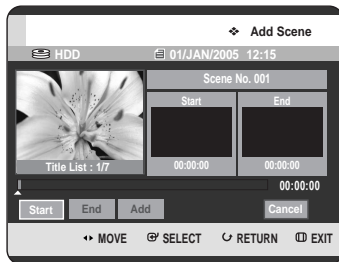 ❖ Add Scene
HDD 01/JAN/2005 12:15
Scene No. 001
Start End
00:00:00 00:00:00
Title List : 1/7
00:00:00
Start End Add Cancel
MOVE SELECT RETURN EXIT